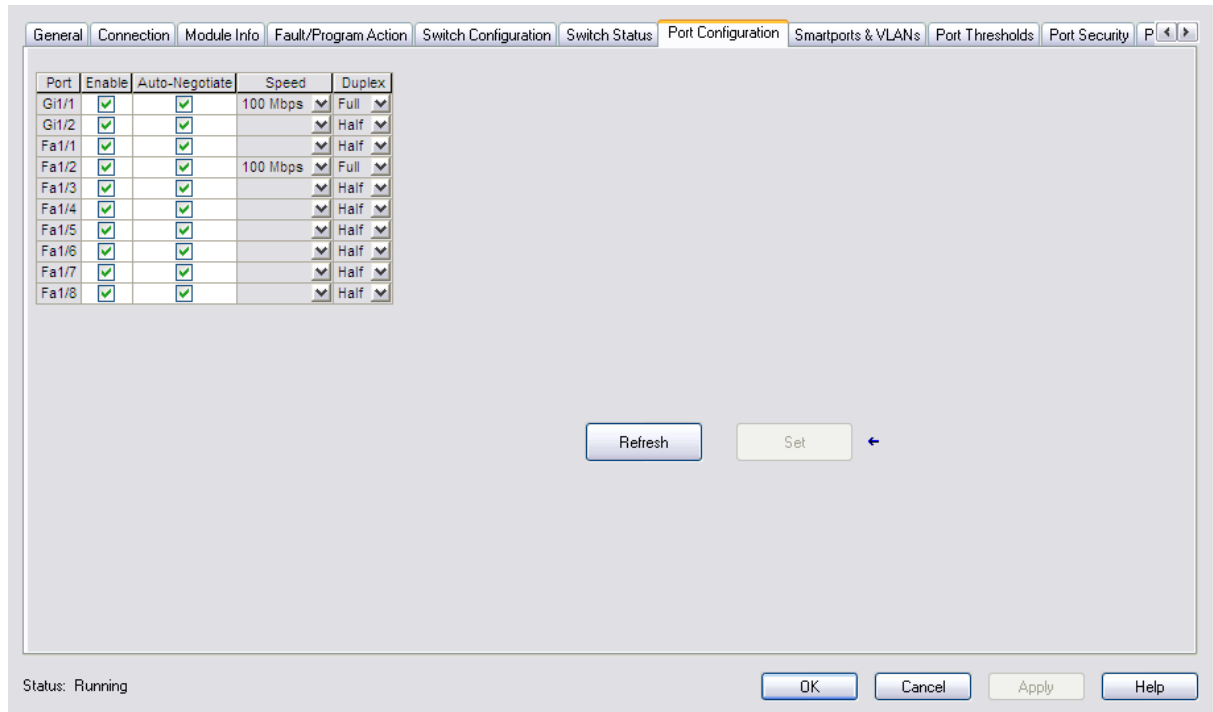 General Connection Module Info Fault/Program Action Switch Configuration Switch Status Port Configuration Smartports & VLANs Port Thresholds Port Security P
Port Enable Auto-Negotiate Speed Duplex
Gi1/1 100 Mbps Full
Gi1/2 Half
Fa1/1 Half
Fa1/2 100 Mbps Full
Fa1/3 Half
Fa1/4 Half
Fa1/5 Half
Fa1/6 Half
Fa1/7 Half
Fa1/8 Half
Refresh Set
Status: Running OK Cancel Apply Help